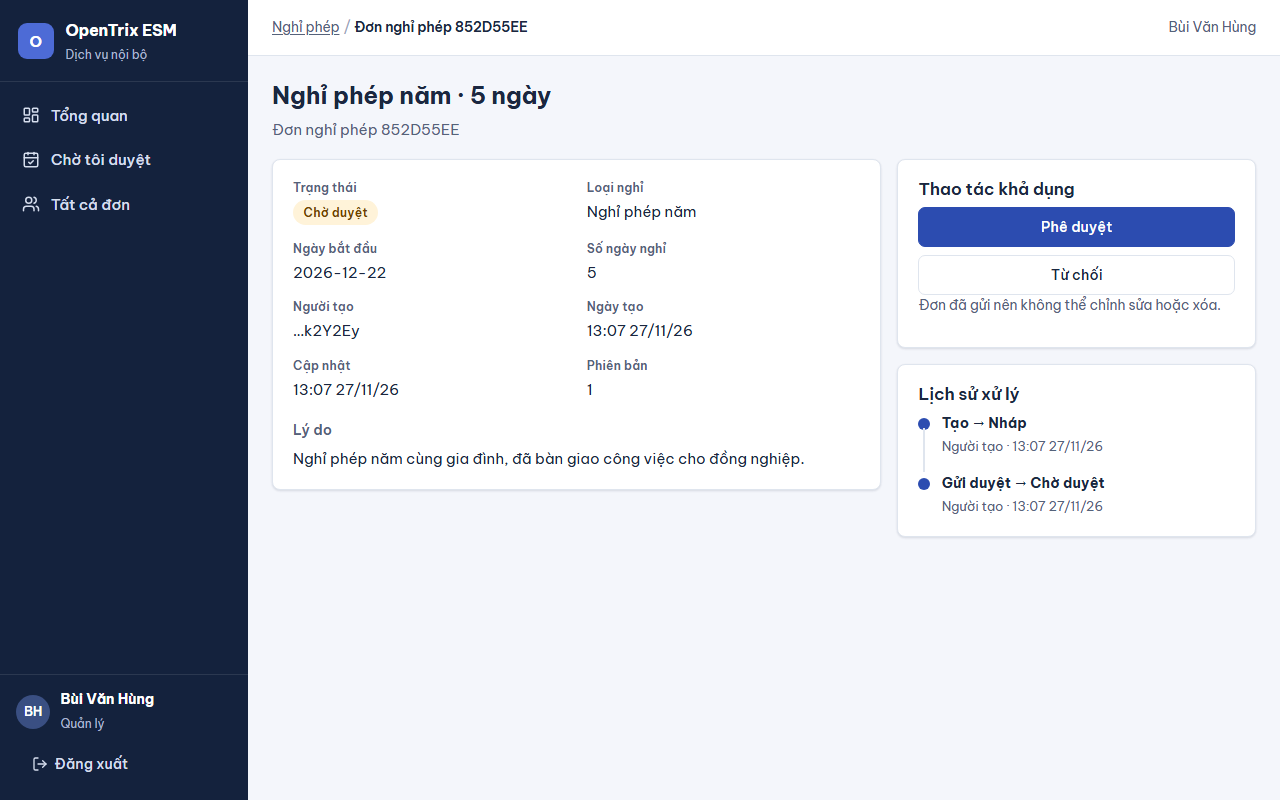 O
OpenTrix ESM
Dịch vụ nội bộ
Tổng quan
Chờ tôi duyệt
Tất cả đơn
BH
Bùi Văn Hùng
Quản lý
Đăng xuất
Nghỉ phép / Đơn nghỉ phép 852D55EE
Bùi Văn Hùng
Nghỉ phép năm · 5 ngày
Đơn nghỉ phép 852D55EE
Trạng thái
Chờ duyệt
Loại nghỉ
Nghỉ phép năm
Ngày bắt đầu
2026-12-22
Số ngày nghỉ
5
Người tạo
…k2Y2Ey
Ngày tạo
13:07 27/11/26
Cập nhật
13:07 27/11/26
Phiên bản
1
Lý do
Nghỉ phép năm cùng gia đình, đã bàn giao công việc cho đồng nghiệp.
Thao tác khả dụng
Phê duyệt
Từ chối
Đơn đã gửi nên không thể chỉnh sửa hoặc xóa.
Lịch sử xử lý
Tạo → Nháp
Người tạo · 13:07 27/11/26
Gửi duyệt → Chờ duyệt
Người tạo · 13:07 27/11/26